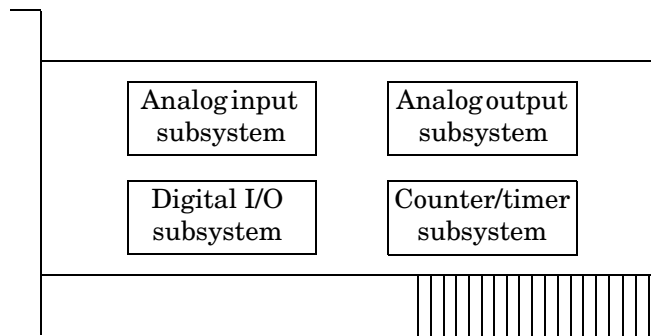 Analog input
subsystem
Analog output
subsystem
Digital I/O
subsystem
Counter/timer
subsystem